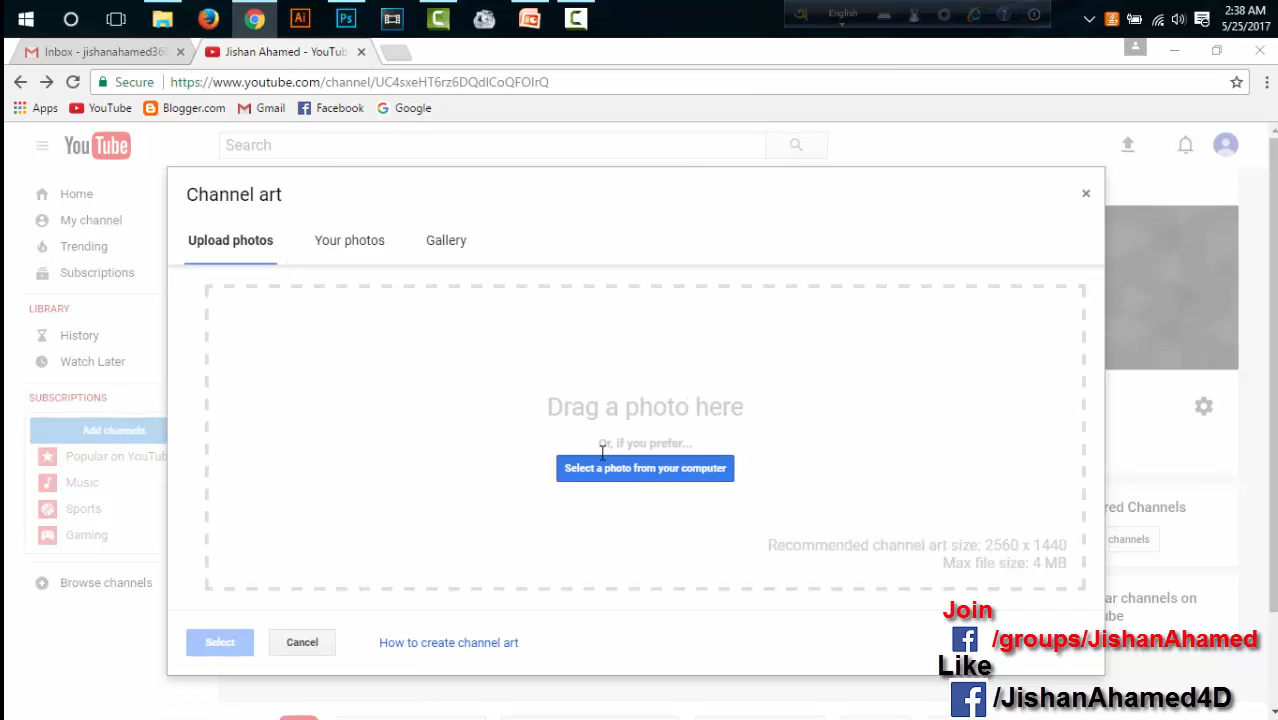 English
2:38 AM
5/25/2017
Inbox - jishanahamed36
Jishan Ahamed - YouTub
Secure
https://www.youtube.com/channel/UC4sxeHT6rz6DQdICoQFOIrQ
Apps
YouTube
Blogger.com
Gmail
Facebook
Google
YouTube
Search
Home
My channel
Trending
Subscriptions
LIBRARY
History
Watch Later
SUBSCRIPTIONS
Add channels
Popular on YouTub
Music
Sports
Gaming
Browse channels
Channel art
Upload photos
Your photos
Gallery
Drag a photo here
Or, if you prefer...
Select a photo from your computer
Recommended channel art size: 2560 x 1440
Max file size: 4 MB
Select
Cancel
How to create channel art
red Channels
channels
ar channels on
ube
Join
/groups/JishanAhamed
Like
/JishanAhamed4D